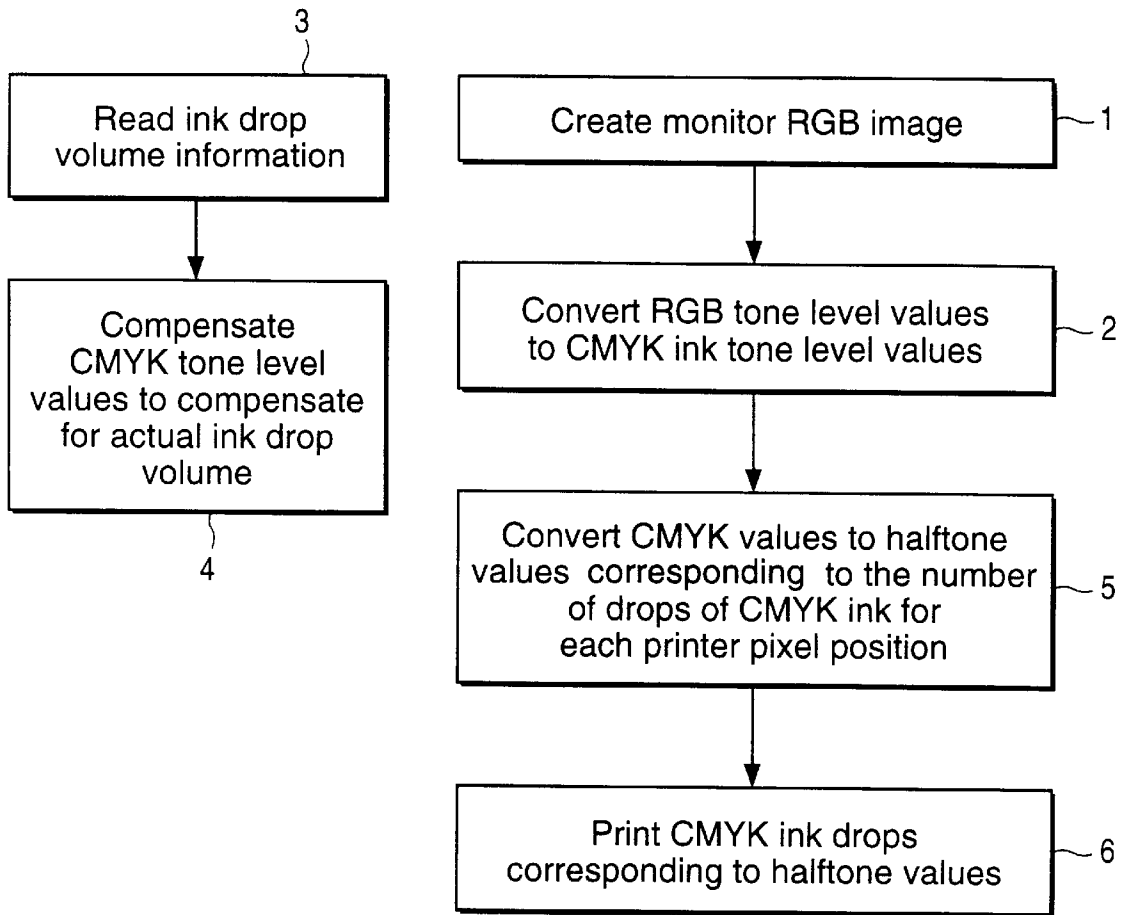 3
Read ink drop
volume information
Compensate
CMYK tone level
values to compensate
for actual ink drop
volume
4
Create monitor RGB image
1
Convert RGB tone level values
to CMYK ink tone level values
2
Convert CMYK values to halftone
values corresponding to the number
of drops of CMYK ink for
each printer pixel position
5
Print CMYK ink drops
corresponding to halftone values
6